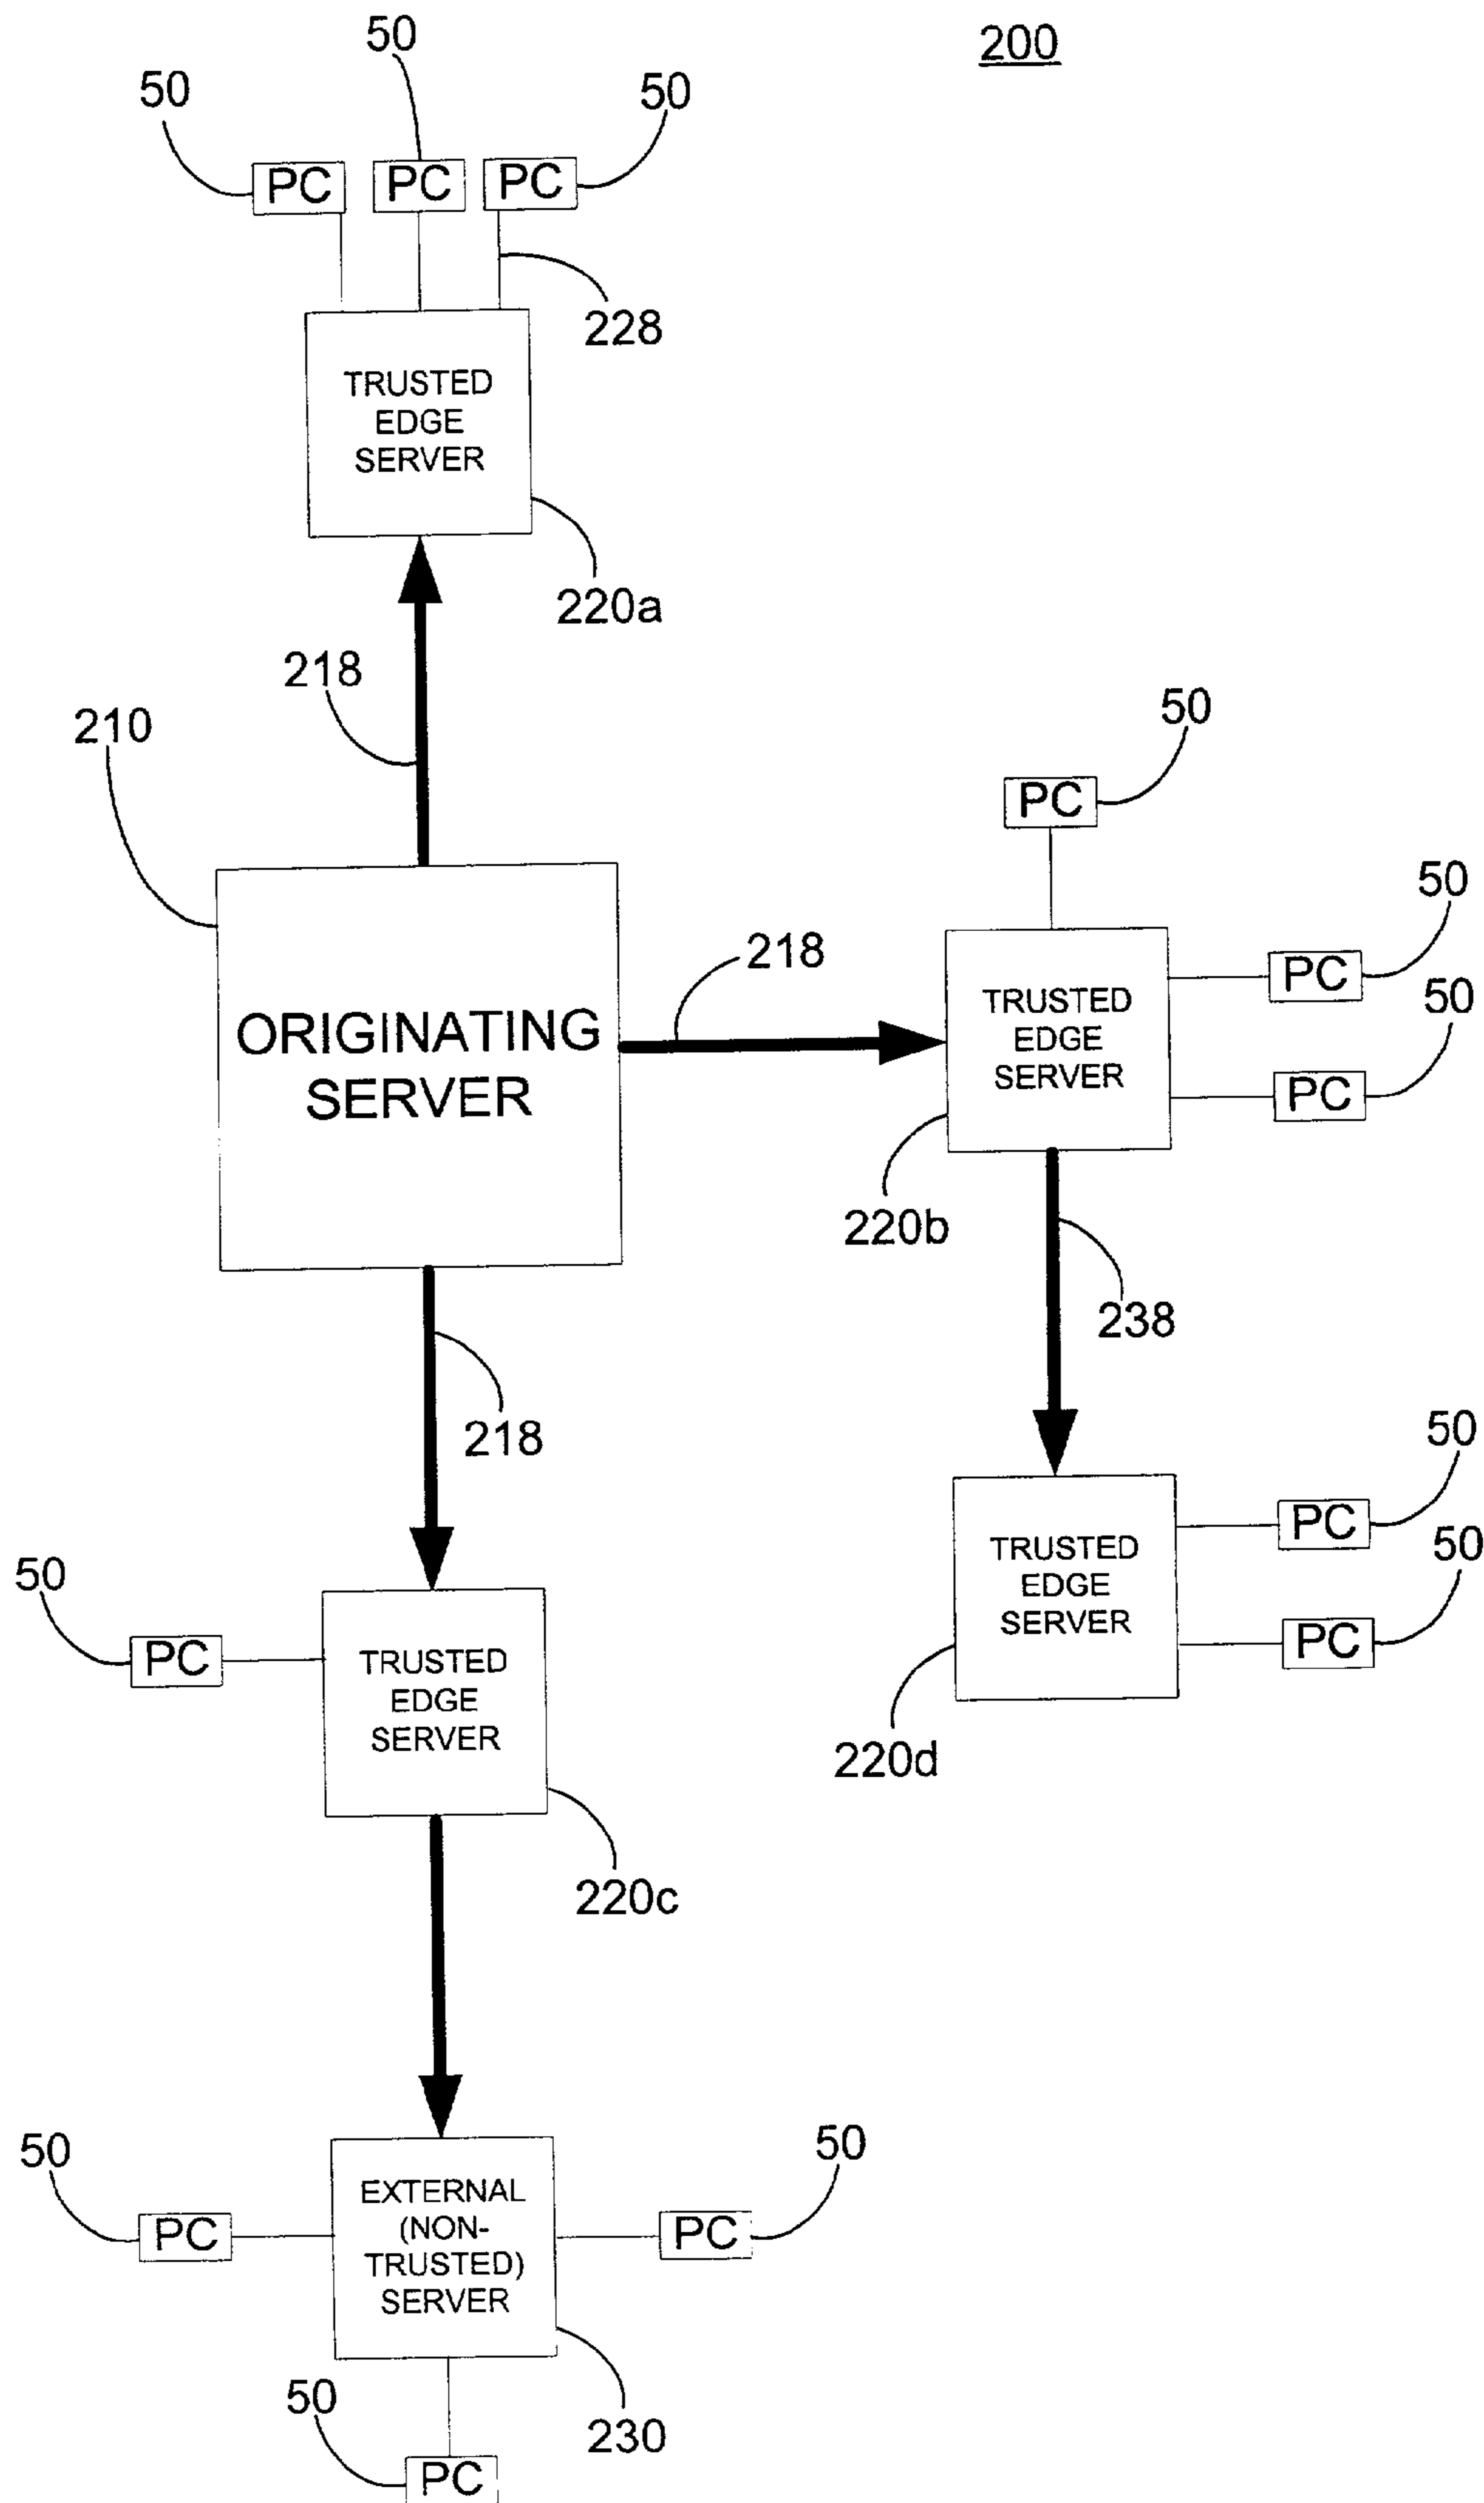 50
200
50
50
PC
PC
PC
228
TRUSTED
EDGE
SERVER
220a
218
210
50
PC
50
218
PC
50
ORIGINATING
SERVER
TRUSTED
EDGE
SERVER
PC
220b
238
218
50
PC
50
50
TRUSTED
EDGE
SERVER
PC
PC
TRUSTED
EDGE
SERVER
220d
220c
50
50
EXTERNAL
(NON-
TRUSTED)
SERVER
PC
PC
50
230
PC